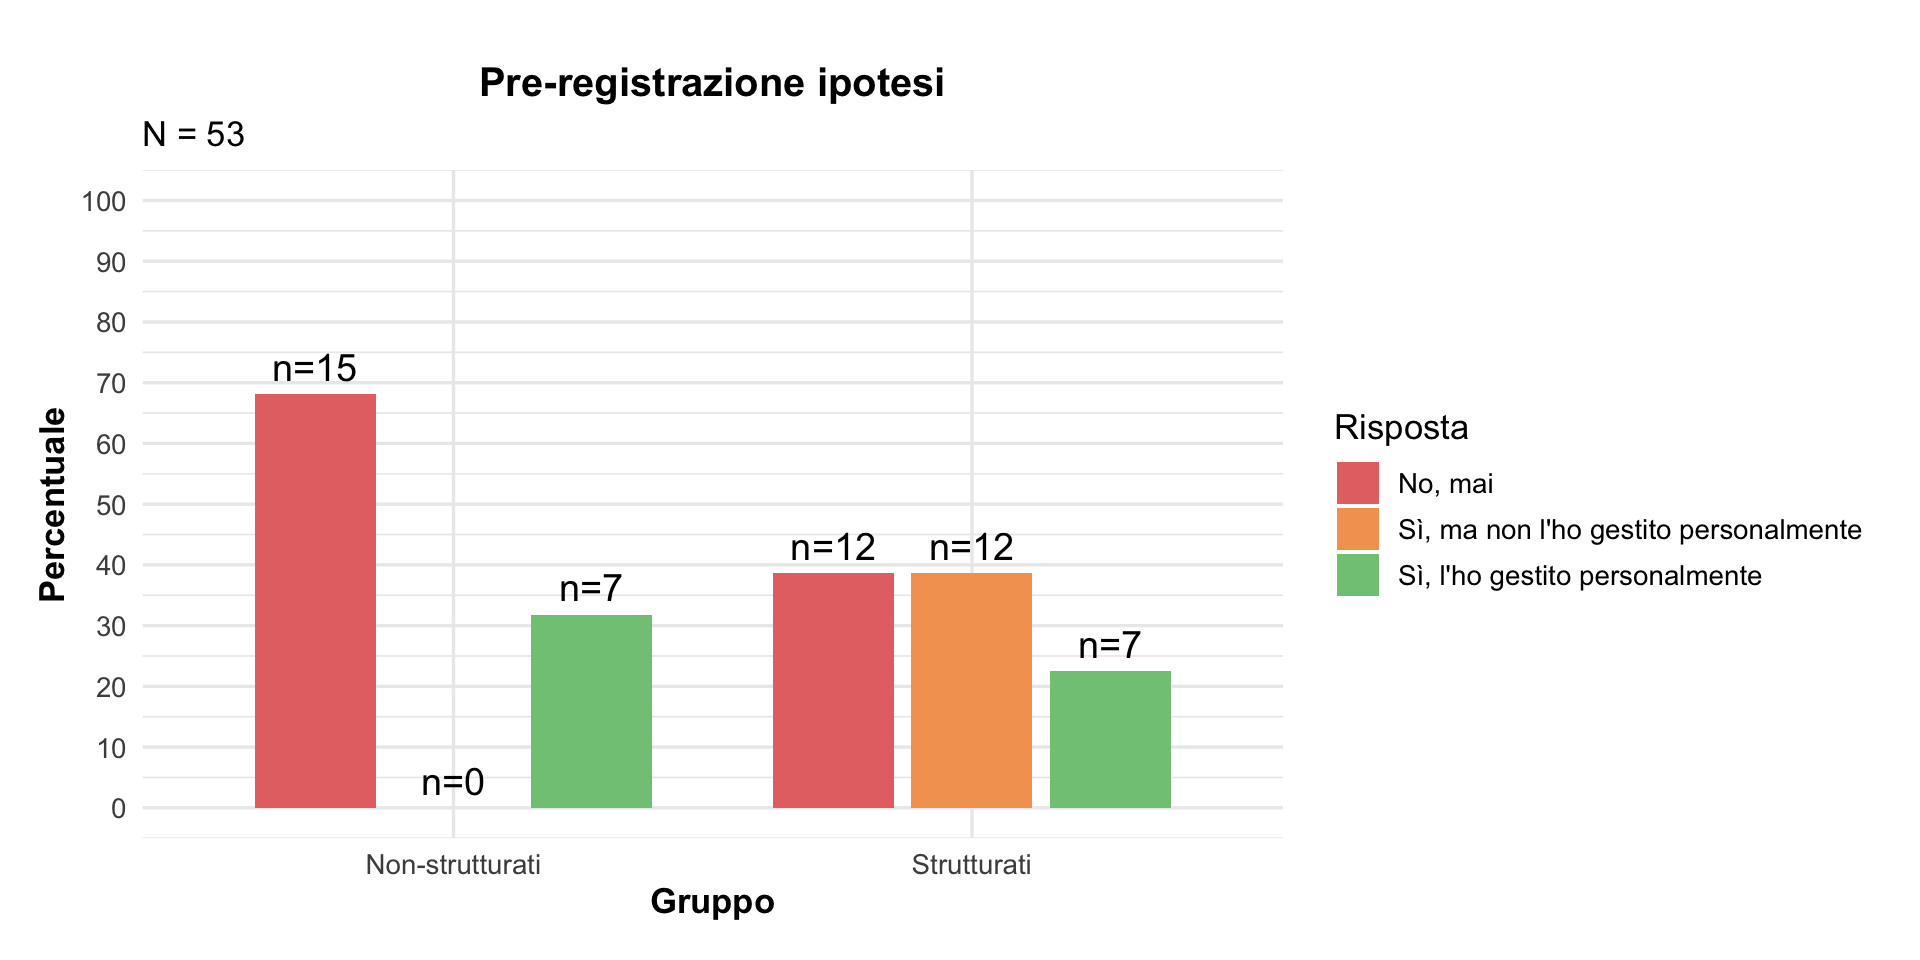 Pre-registrazione ipotesi
N = 53
Percentuale
100
90
80
70
60
50
40
30
20
10
0
n=15
n=0
n=7
n=12
n=12
n=7
Non-strutturati
Strutturati
Gruppo
Risposta
No, mai
Sì, ma non l'ho gestito personalmente
Sì, l'ho gestito personalmente